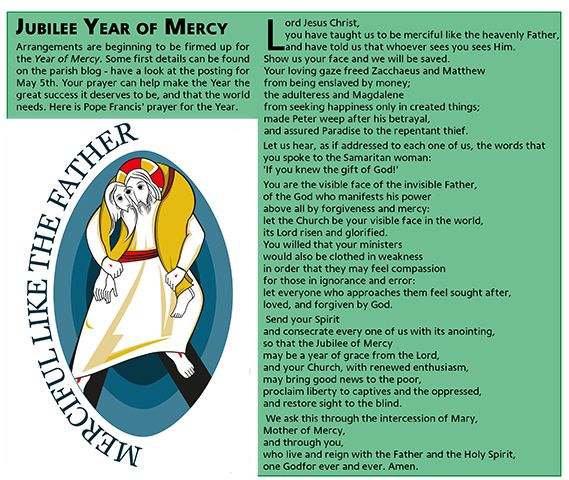 Jubilee Year of Mercy
Arrangements are beginning to be firmed up for
the Year of Mercy. Some first details can be found
on the parish blog - have a look at the posting for
May 5th. Your prayer can help make the Year the
great success it deserves to be, and that the world
needs. Here is Pope Francis' prayer for the Year.
MERCIFUL LIKE THE FATHER
Lord Jesus Christ,
you have taught us to be merciful like the heavenly Father,
and have told us that whoever sees you sees Him.
Show us your face and we will be saved.
Your loving gaze freed Zacchaeus and Matthew
from being enslaved by money;
the adulteress and Magdalene
from seeking happiness only in created things;
made Peter weep after his betrayal,
and assured Paradise to the repentant thief.
Let us hear, as if addressed to each one of us, the words that
you spoke to the Samaritan woman:
'If you knew the gift of God!'
You are the visible face of the invisible Father,
of the God who manifests his power
above all by forgiveness and mercy:
let the Church be your visible face in the world,
its Lord risen and glorified.
You willed that your ministers
would also be clothed in weakness
in order that they may feel compassion
for those in ignorance and error:
let everyone who approaches them feel sought after,
loved, and forgiven by God.
Send your Spirit
and consecrate every one of us with its anointing,
so that the Jubilee of Mercy
may be a year of grace from the Lord,
and your Church, with renewed enthusiasm,
may bring good news to the poor,
proclaim liberty to captives and the oppressed,
and restore sight to the blind.
We ask this through the intercession of Mary,
Mother of Mercy,
and through you,
who live and reign with the Father and the Holy Spirit,
one Godfor ever and ever. Amen.